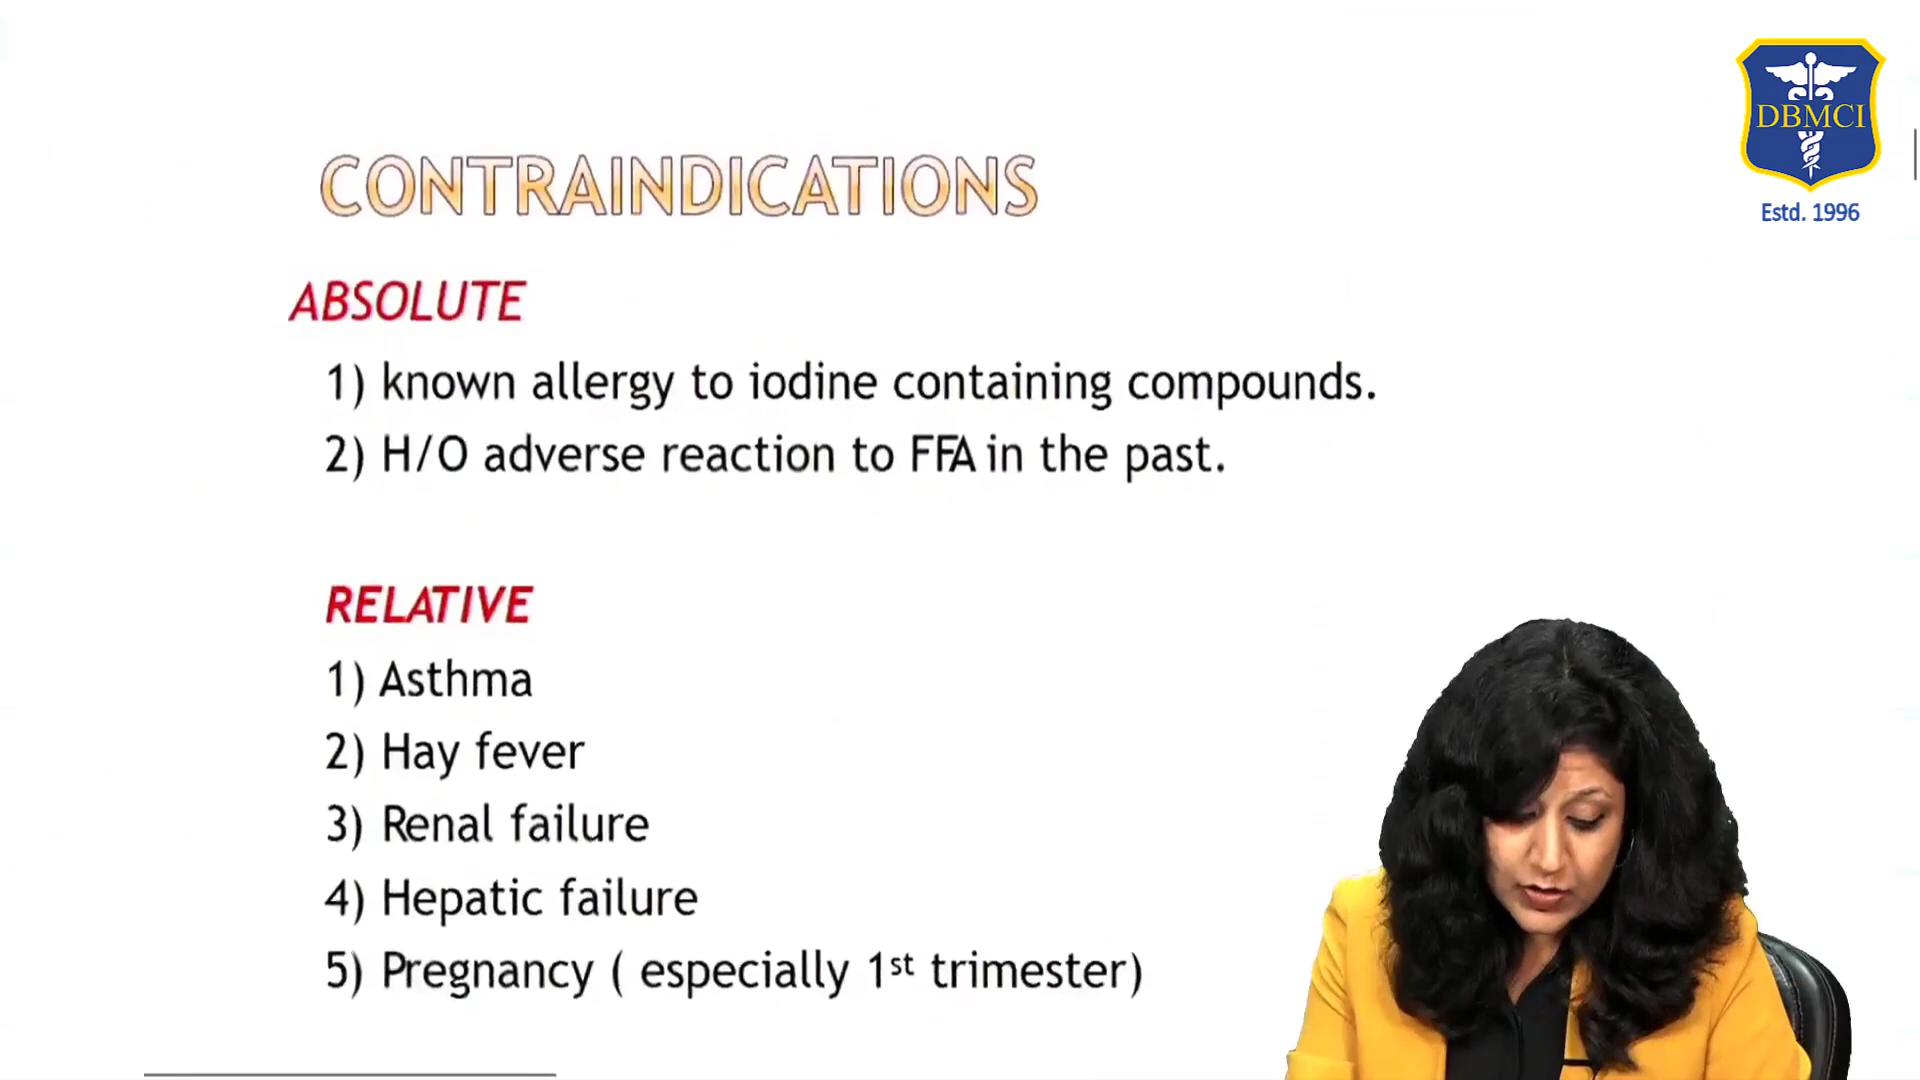 DBMCI
Estd. 1996
CONTRAINDICATIONS
ABSOLUTE
1) known allergy to iodine containing compounds.
2) H/O adverse reaction to FFA in the past.
RELATIVE
1) Asthma
2) Hay fever
3) Renal failure
4) Hepatic failure
5) Pregnancy ( especially 1st trimester)